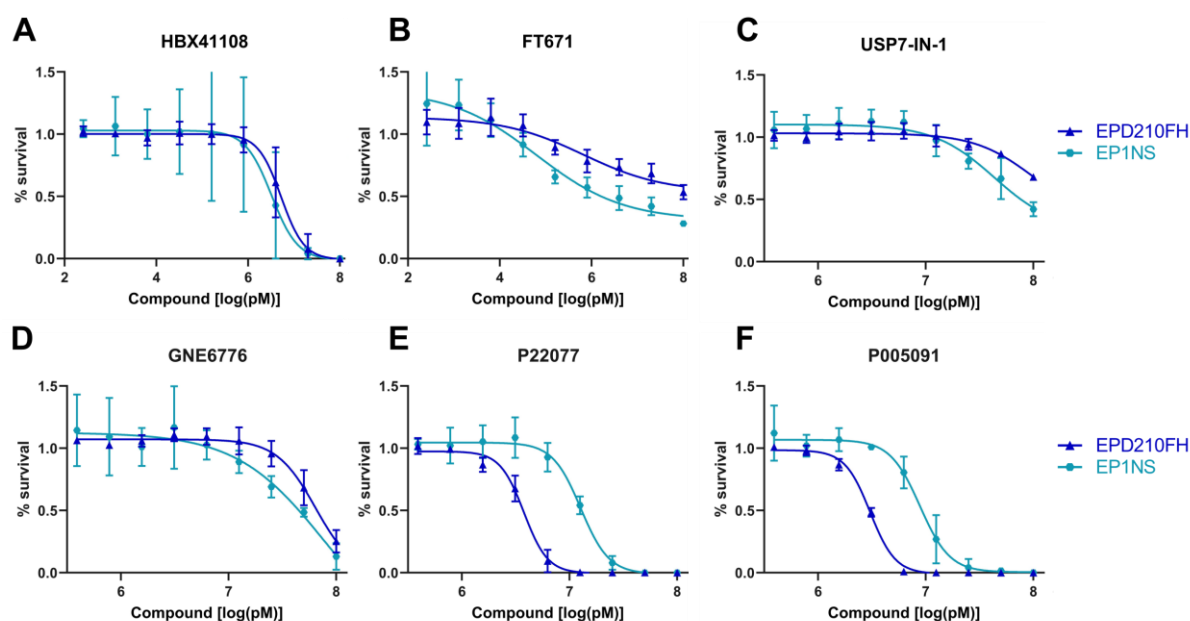 A
HBX41108
1.5
1.0
0.5
0.0
% survival
2
4
6
8
Compound [log(pM)]
B
FT671
1.5
1.0
0.5
0.0
% survival
4
6
8
Compound [log(pM)]
C
USP7-IN-1
1.5
1.0
0.5
0.0
% survival
6
7
8
Compound [log(pM)]
EPD210FH
EP1NS
D
GNE6776
1.5
1.0
0.5
0.0
% survival
6
7
8
Compound [log(pM)]
E
P22077
1.5
1.0
0.5
0.0
% survival
6
7
8
Compound [log(pM)]
F
P005091
1.5
1.0
0.5
0.0
% survival
6
7
8
Compound [log(pM)]
EPD210FH
EP1NS